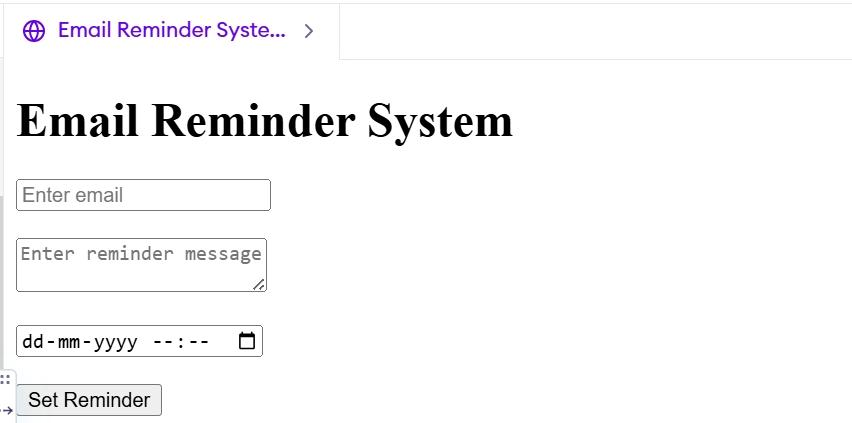 Email Reminder Syste...
Email Reminder System
Enter email
Enter reminder message
dd-mm-yyyy --:--
Set Reminder